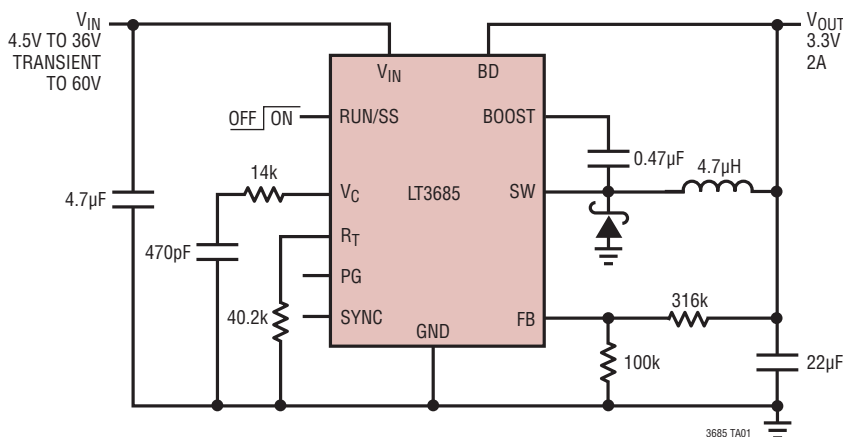 VIN
4.5V TO 36V
TRANSIENT
TO 60V
VOUT
3.3V
2A
VIN
BD
OFF ON
RUN/SS
BOOST
0.47µF
4.7µH
14k
VC
LT3685
SW
4.7µF
RT
470pF
PG
40.2k
SYNC
GND
FB
316k
100k
22µF
3685 TA01